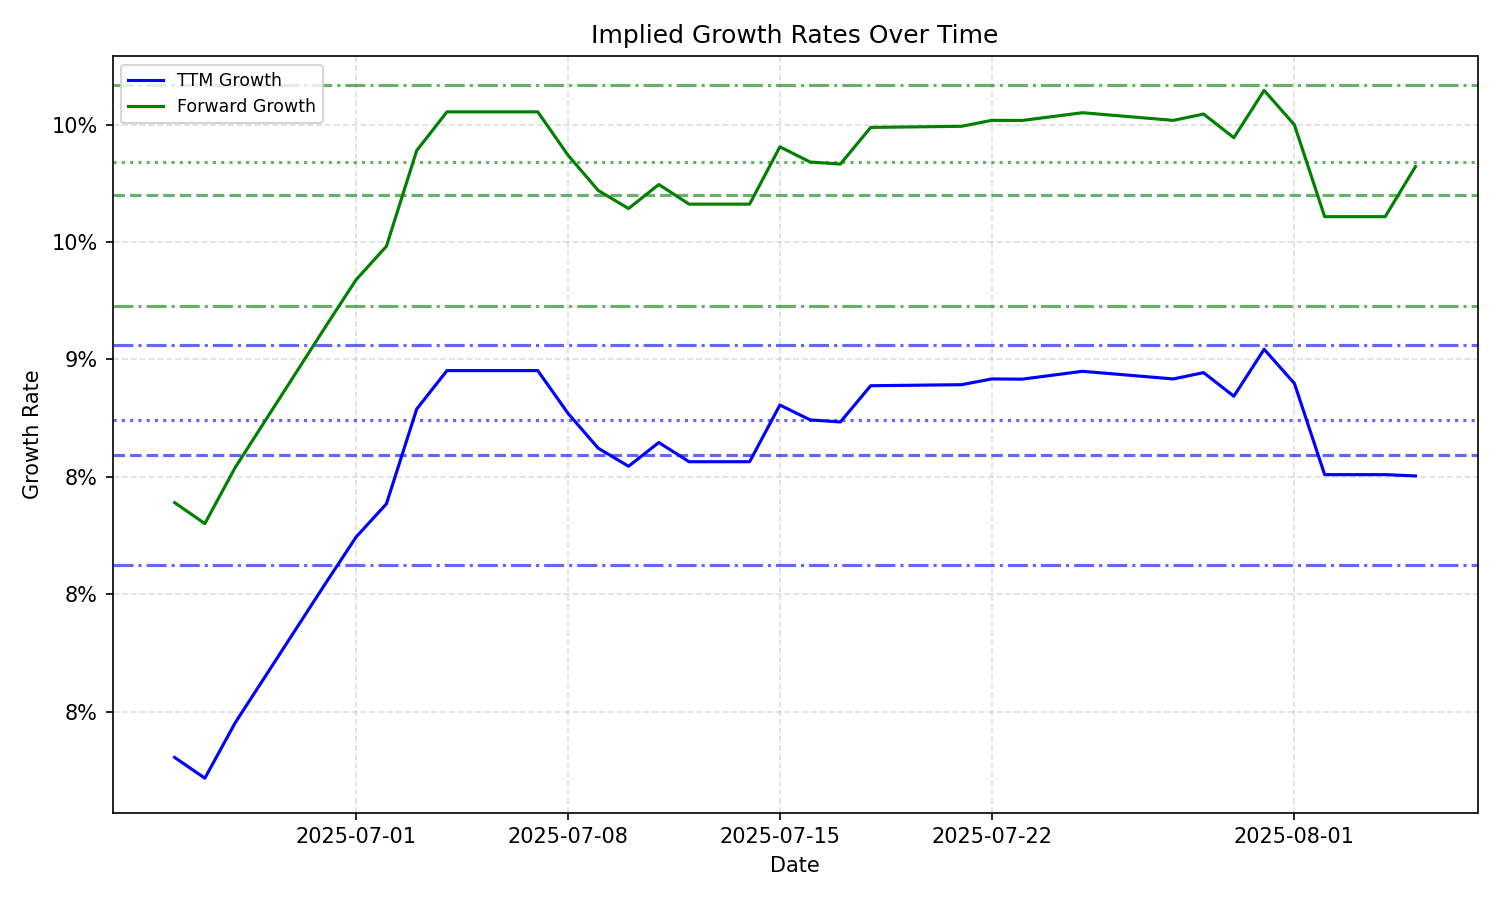 Implied Growth Rates Over Time
TTM Growth
Forward Growth
10%
10%
9%
8%
8%
8%
Growth Rate
2025-07-01
2025-07-08
2025-07-15
2025-07-22
2025-08-01
Date